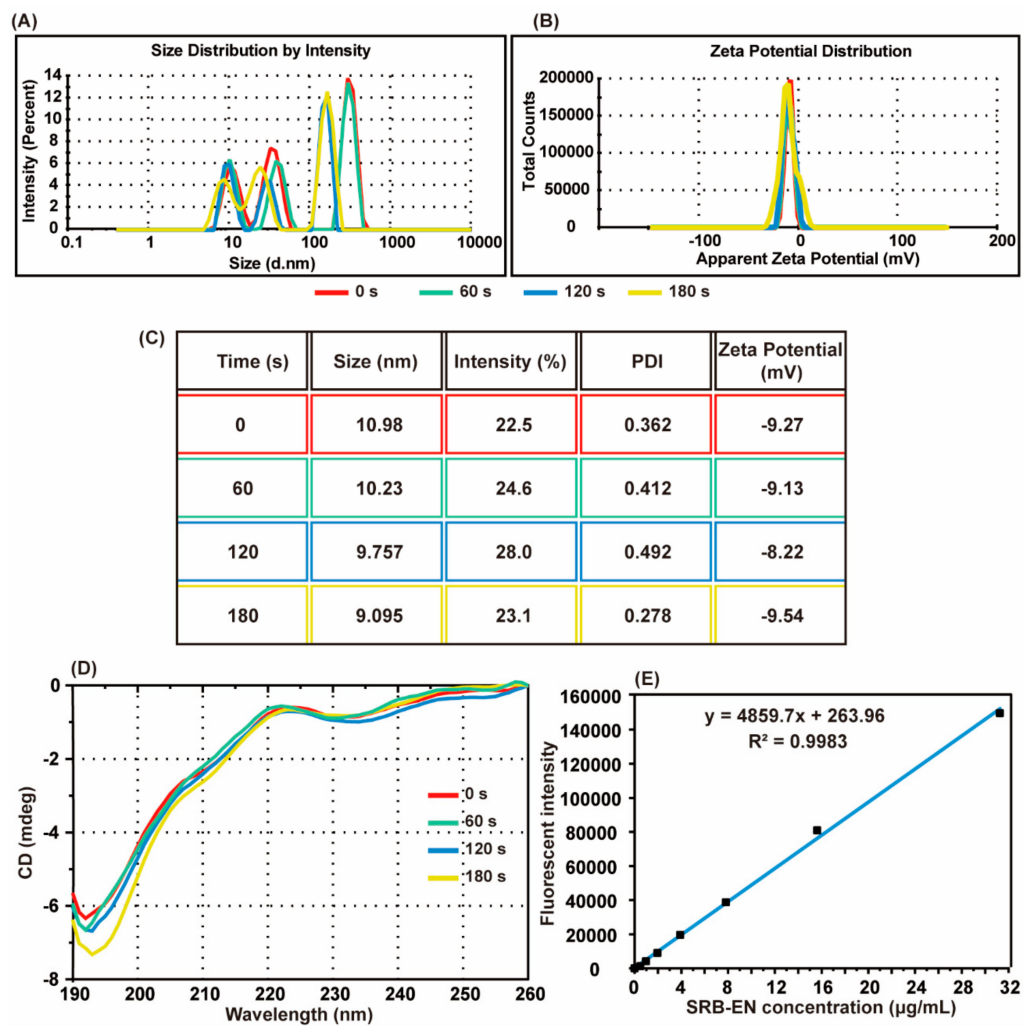 (A)
(B)
Size Distribution by Intensity
Zeta Potential Distribution
Intensity (Percent)
14
12
10
8
6
4
2
0
0.1
1
10
100
1000
10000
Size (d.nm)
Total Counts
200000
150000
100000
50000
0
-100
0
100
200
Apparent Zeta Potential (mV)
0 s
60 s
120 s
180 s
(C)
Time (s) Size (nm) Intensity (%) PDI Zeta Potential (mV)
0 10.98 22.5 0.362 -9.27
60 10.23 24.6 0.412 -9.13
120 9.757 28.0 0.492 -8.22
180 9.095 23.1 0.278 -9.54
(D)
CD (mdeg)
0
-2
-4
-6
-8
0 s
60 s
120 s
180 s
190 200 210 220 230 240 250 260
Wavelength (nm)
(E)
Fluorescent intensity
160000
140000
120000
100000
80000
60000
40000
20000
0
y = 4859.7x + 263.96
R² = 0.9983
0 4 8 12 16 20 24 28 32
SRB-EN concentration (µg/mL)